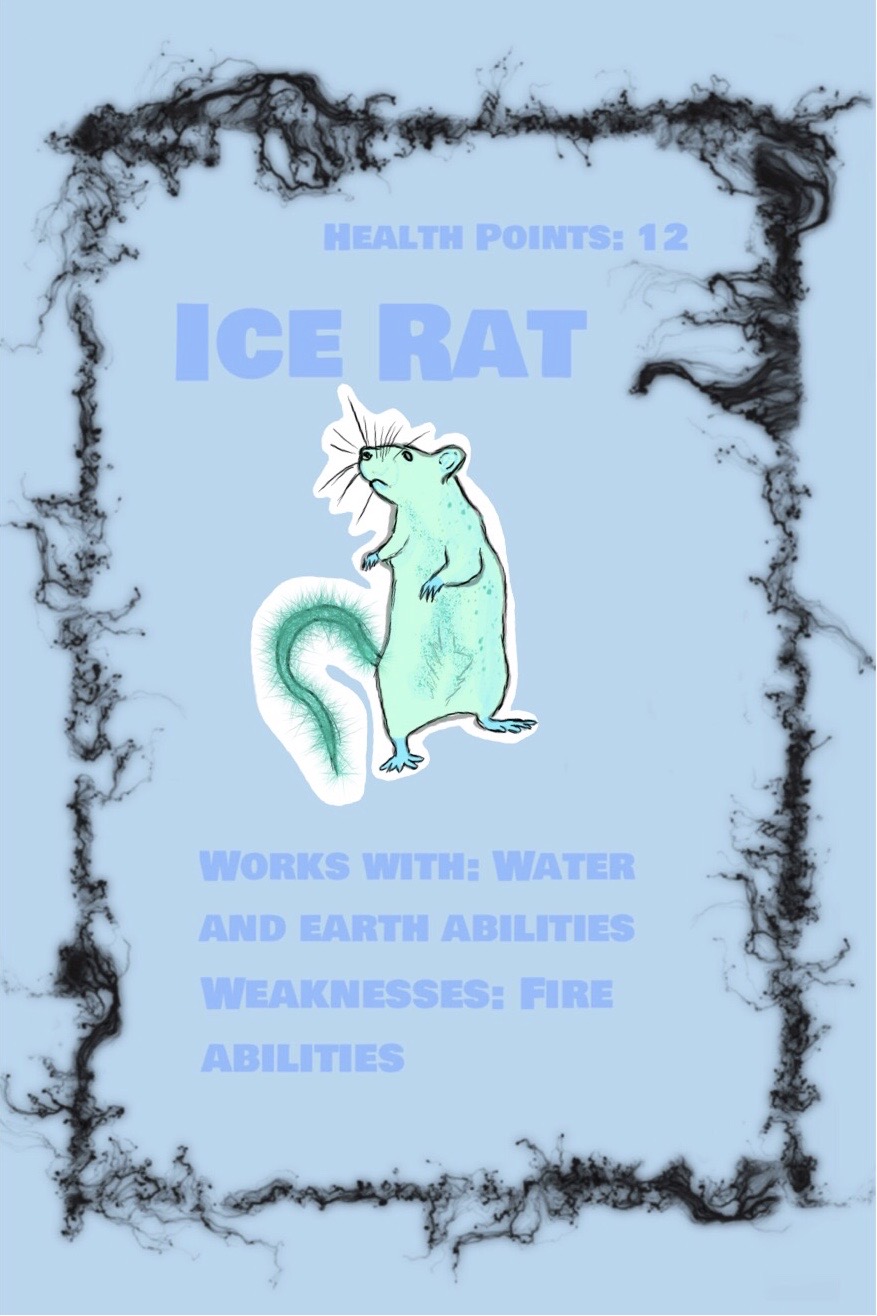 Health Points: 12
Ice Rat
Works with: Water
and earth abilities
Weaknesses: Fire
abilities